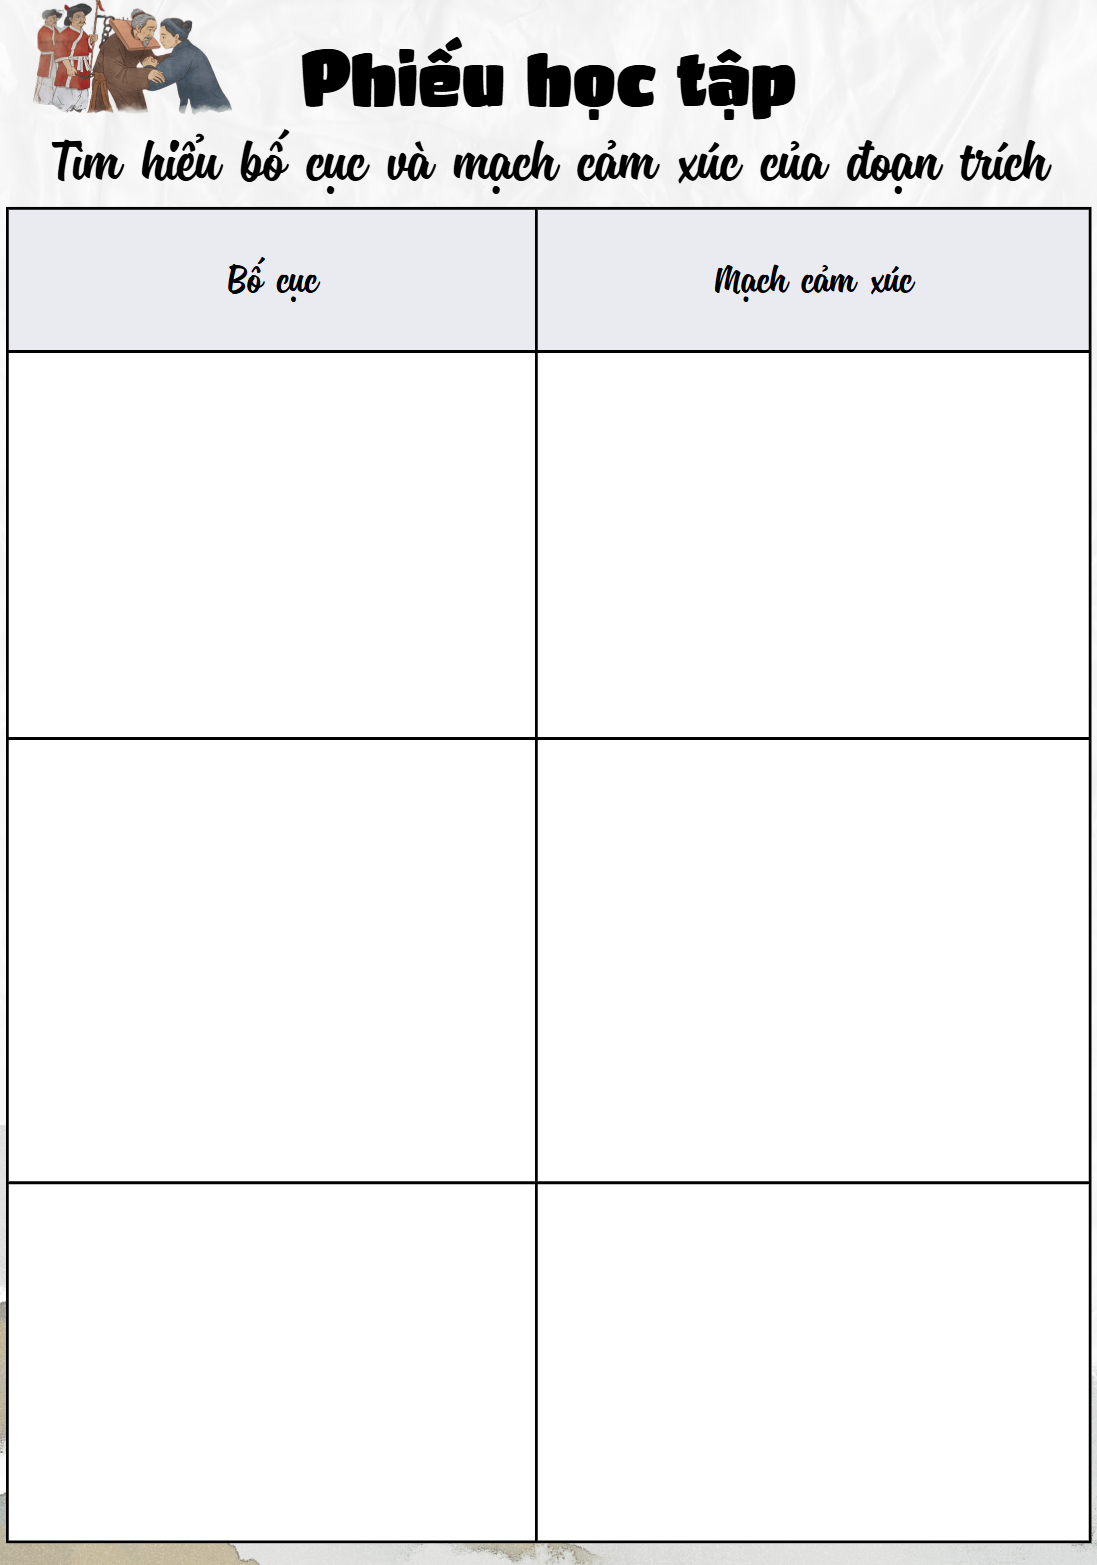 Phiếu học tập
Tìm hiểu bố cục và mạch cảm xúc của đoạn trích
Bố cục
Mạch cảm xúc